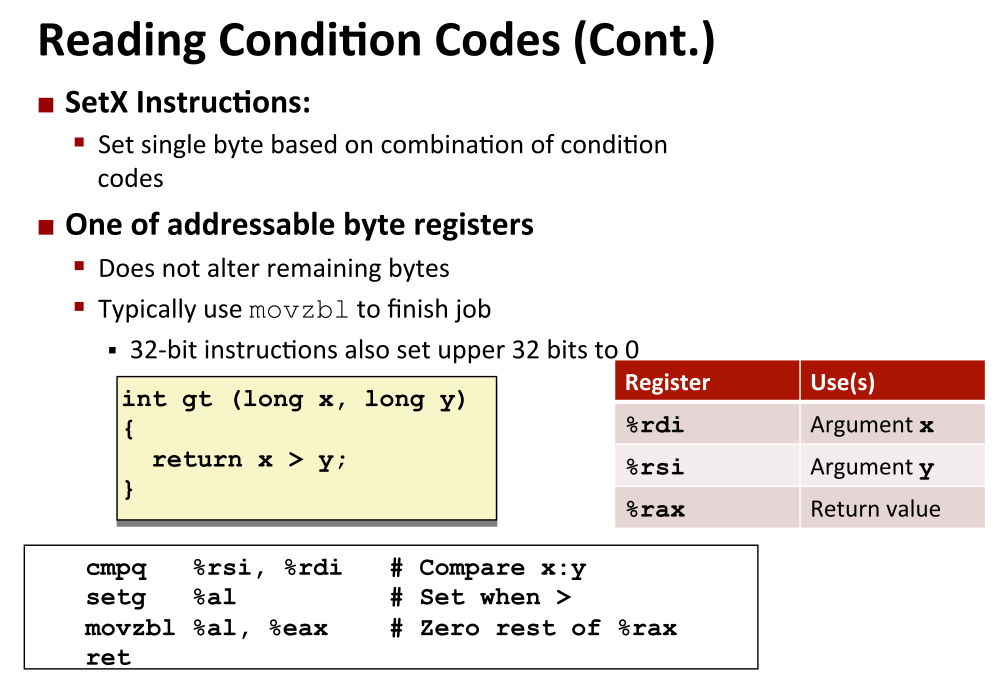 Reading Condition Codes (Cont.)
SetX Instructions:
Set single byte based on combination of condition
codes
One of addressable byte registers
Does not alter remaining bytes
Typically use movzbl to finish job
32-bit instructions also set upper 32 bits to 0
int gt (long x, long y)
{
  return x > y;
}
Register Use(s)
%rdi Argument x
%rsi Argument y
%rax Return value
cmpq %rsi, %rdi # Compare x:y
setg %al # Set when >
movzbl %al, %eax # Zero rest of %rax
ret